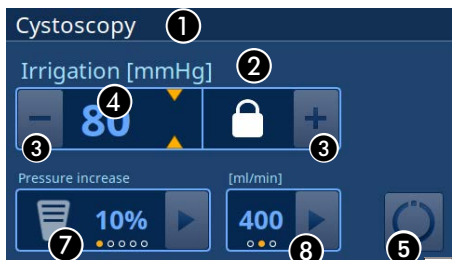 Cystoscopy 1
Irrigation [mmHg] 2
− 80 4 +
3 3
Pressure increase [ml/min]
10% 400
7 8 5